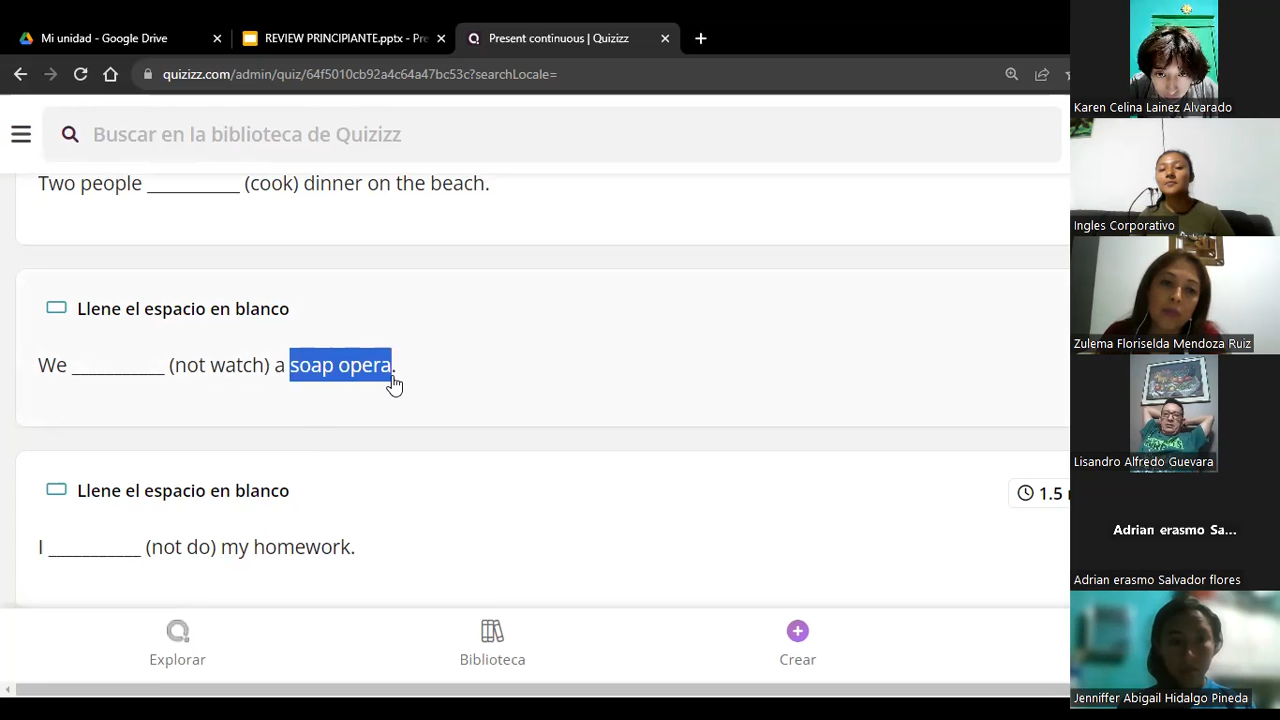 Mi unidad - Google Drive
REVIEW PRINCIPIANTE.pptx - Pre
Present continuous | Quizizz
quizizz.com/admin/quiz/64f5010cb92a4c64a47bc53c?searchLocale=
Buscar en la biblioteca de Quizizz
Two people __________ (cook) dinner on the beach.
Llene el espacio en blanco
We __________ (not watch) a soap opera.
Llene el espacio en blanco
1.5
I __________ (not do) my homework.
Explorar
Biblioteca
Crear
Karen Celina Lainez Alvarado
Ingles Corporativo
Zulema Floriselda Mendoza Ruiz
Lisandro Alfredo Guevara
Adrian erasmo Sa...
Adrian erasmo Salvador flores
Jenniffer Abigail Hidalgo Pineda